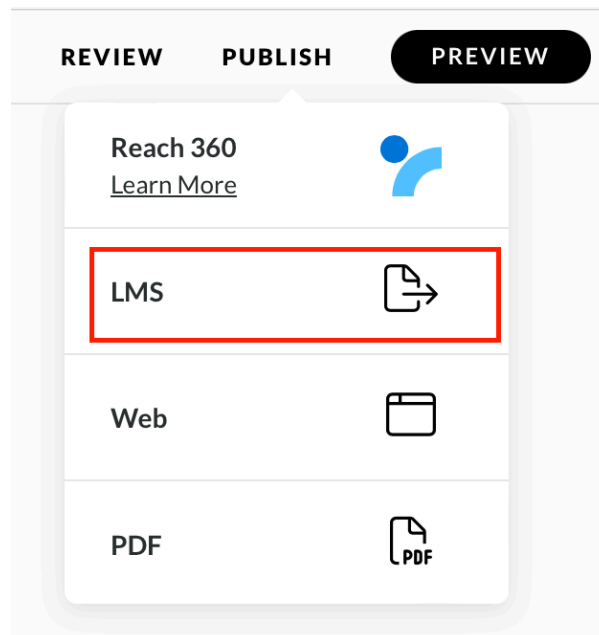 REVIEW PUBLISH PREVIEW
Reach 360
Learn More
LMS
Web
PDF
PDF